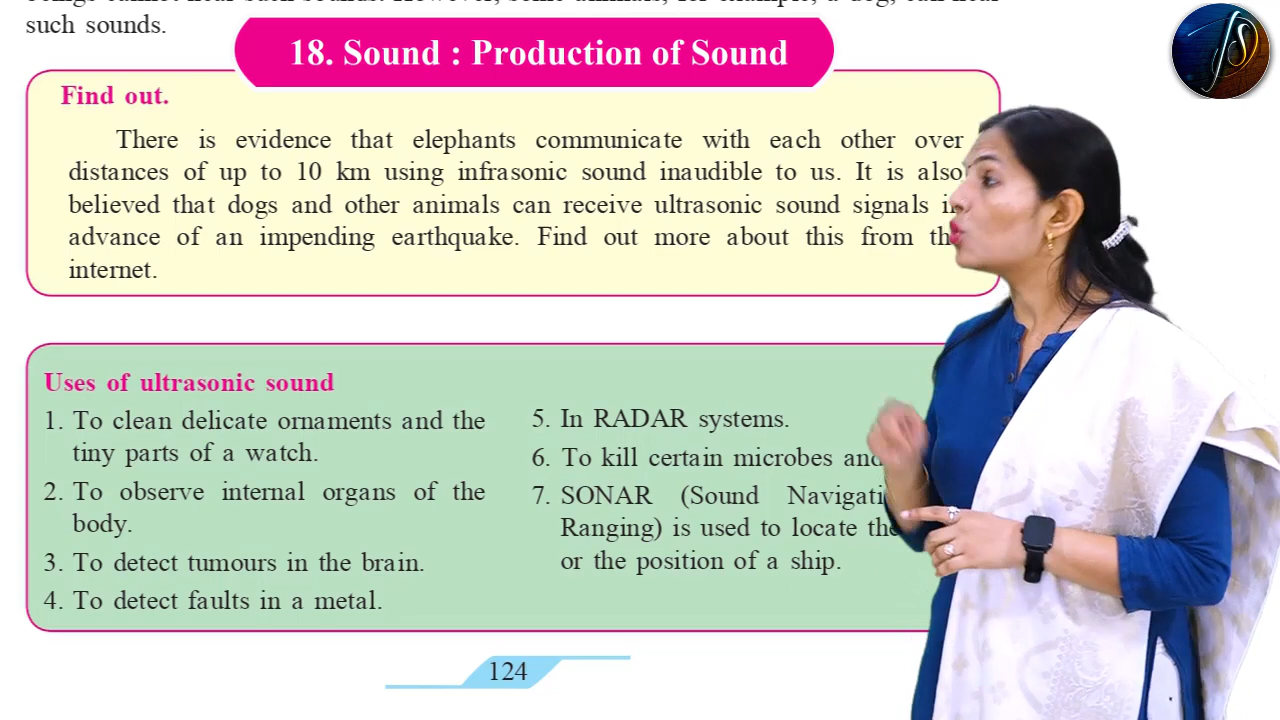 such sounds.
18. Sound : Production of Sound
Find out.
There is evidence that elephants communicate with each other over
distances of up to 10 km using infrasonic sound inaudible to us. It is also
believed that dogs and other animals can receive ultrasonic sound signals
advance of an impending earthquake. Find out more about this from
internet.
Uses of ultrasonic sound
1. To clean delicate ornaments and the
tiny parts of a watch.
2. To observe internal organs of the
body.
3. To detect tumours in the brain.
4. To detect faults in a metal.
5. In RADAR systems.
6. To kill certain microbes and
7. SONAR (Sound
Ranging) is used to locate
or the position of a ship.
124